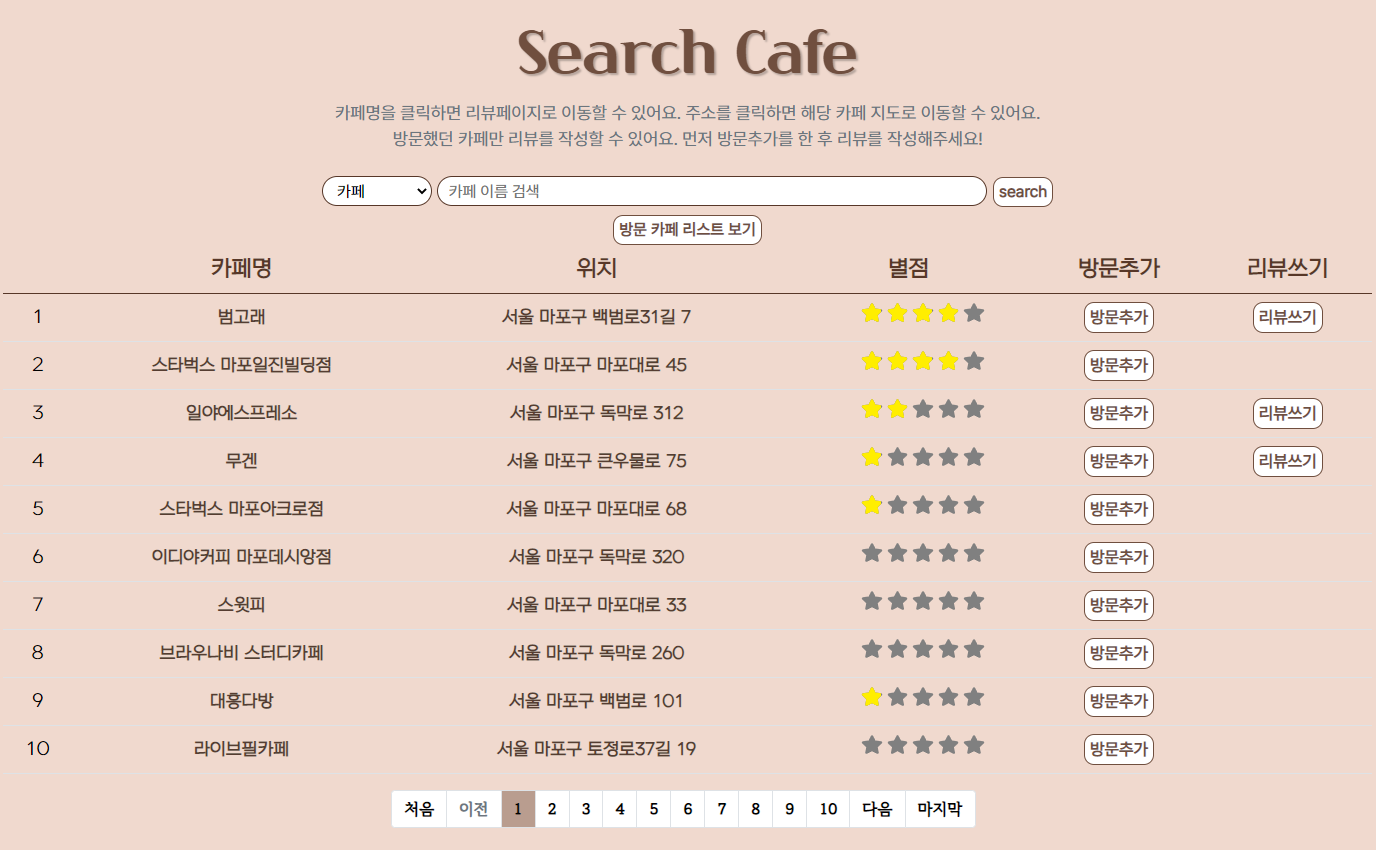 Search Cafe
카페명을 클릭하면 리뷰페이지로 이동할 수 있어요. 주소를 클릭하면 해당 카페 지도로 이동할 수 있어요.
방문했던 카페만 리뷰를 작성할 수 있어요. 먼저 방문추가를 한 후 리뷰를 작성해주세요!
카페 카페 이름 검색 search
방문 카페 리스트 보기
카페명 위치 별점 방문추가 리뷰쓰기
1 범고래 서울 마포구 백범로31길 7 방문추가 리뷰쓰기
2 스타벅스 마포일진빌딩점 서울 마포구 마포대로 45 방문추가
3 일야에스프레소 서울 마포구 독막로 312 방문추가 리뷰쓰기
4 무겐 서울 마포구 큰우물로 75 방문추가 리뷰쓰기
5 스타벅스 마포아크로점 서울 마포구 마포대로 68 방문추가
6 이디야커피 마포데시앙점 서울 마포구 독막로 320 방문추가
7 스윗피 서울 마포구 마포대로 33 방문추가
8 브라우나비 스터디카페 서울 마포구 독막로 260 방문추가
9 대흥다방 서울 마포구 백범로 101 방문추가
10 라이브필카페 서울 마포구 토정로37길 19 방문추가
처음 이전 1 2 3 4 5 6 7 8 9 10 다음 마지막